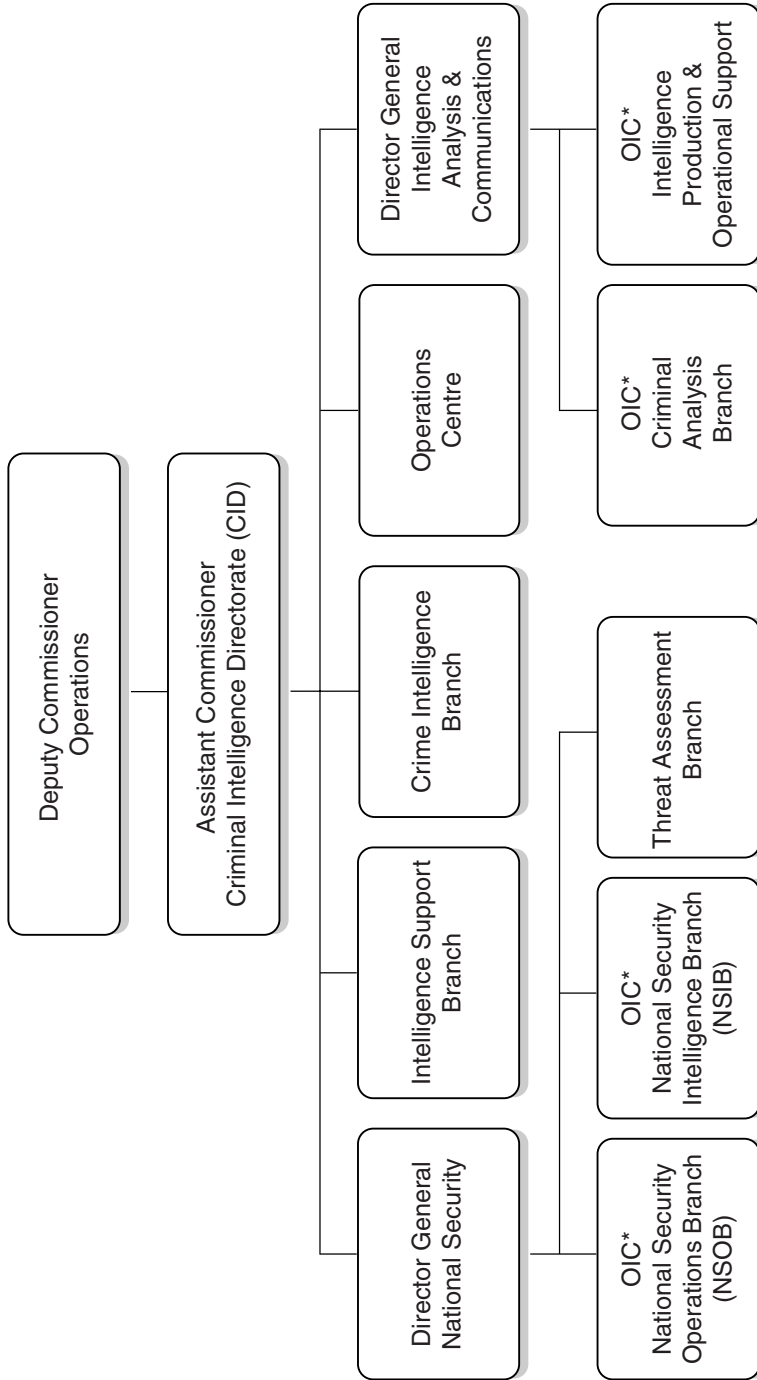 Deputy Commissioner
Operations
Assistant Commissioner
Criminal Intelligence Directorate (CID)
Director General
National Security
Intelligence Support
Branch
Crime Intelligence
Branch
Operations
Centre
Director General
Intelligence
Analysis &
Communications
OIC*
National Security
Operations Branch
(NSOB)
OIC*
National Security
Intelligence Branch
(NSIB)
Threat Assessment
Branch
OIC*
Criminal
Analysis
Branch
OIC*
Intelligence
Production &
Operational Support